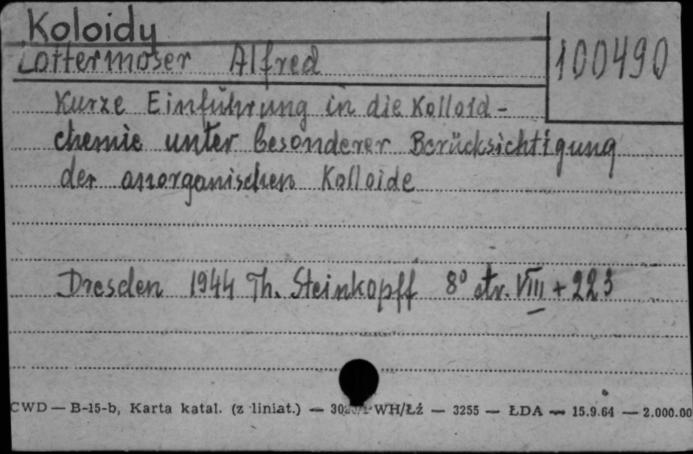 Koloidy
100490
Lottermoser Alfred
Kurze Einführung in die Kolloid-
chemie unter besonderer Berücksichtigung
der anorganischen Kolloide
Dresden 1944 Th. Steinkopff 8° str. VIII + 223
CWD — B-15-b, Karta katal. (z liniat.) — WH/Łź — 3255 — ŁDA — 15.9.64 — 2.000.00